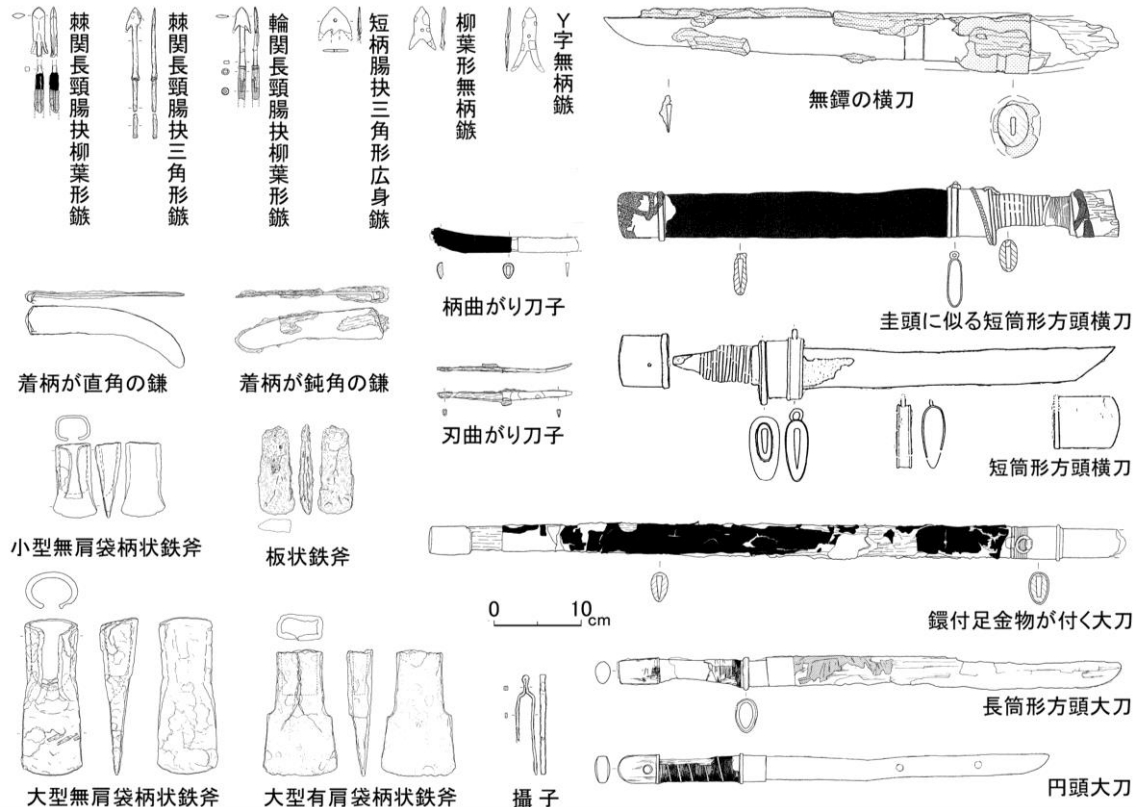 棘関長頸腸抉柳葉形鏃
棘関長頸腸抉三角形鏃
輪関長頸腸抉柳葉形鏃
短柄腸抉三角形広身鏃
柳葉形無柄鏃
Y字無柄鏃
無鐔の横刀
柄曲がり刀子
圭頭に似る短筒形方頭横刀
着柄が直角の鎌
着柄が鈍角の鎌
刃曲がり刀子
短筒形方頭横刀
小型無肩袋柄状鉄斧
板状鉄斧
0 10 cm
鐶付足金物が付く大刀
長筒形方頭大刀
大型無肩袋柄状鉄斧
大型有肩袋柄状鉄斧
攝子
円頭大刀